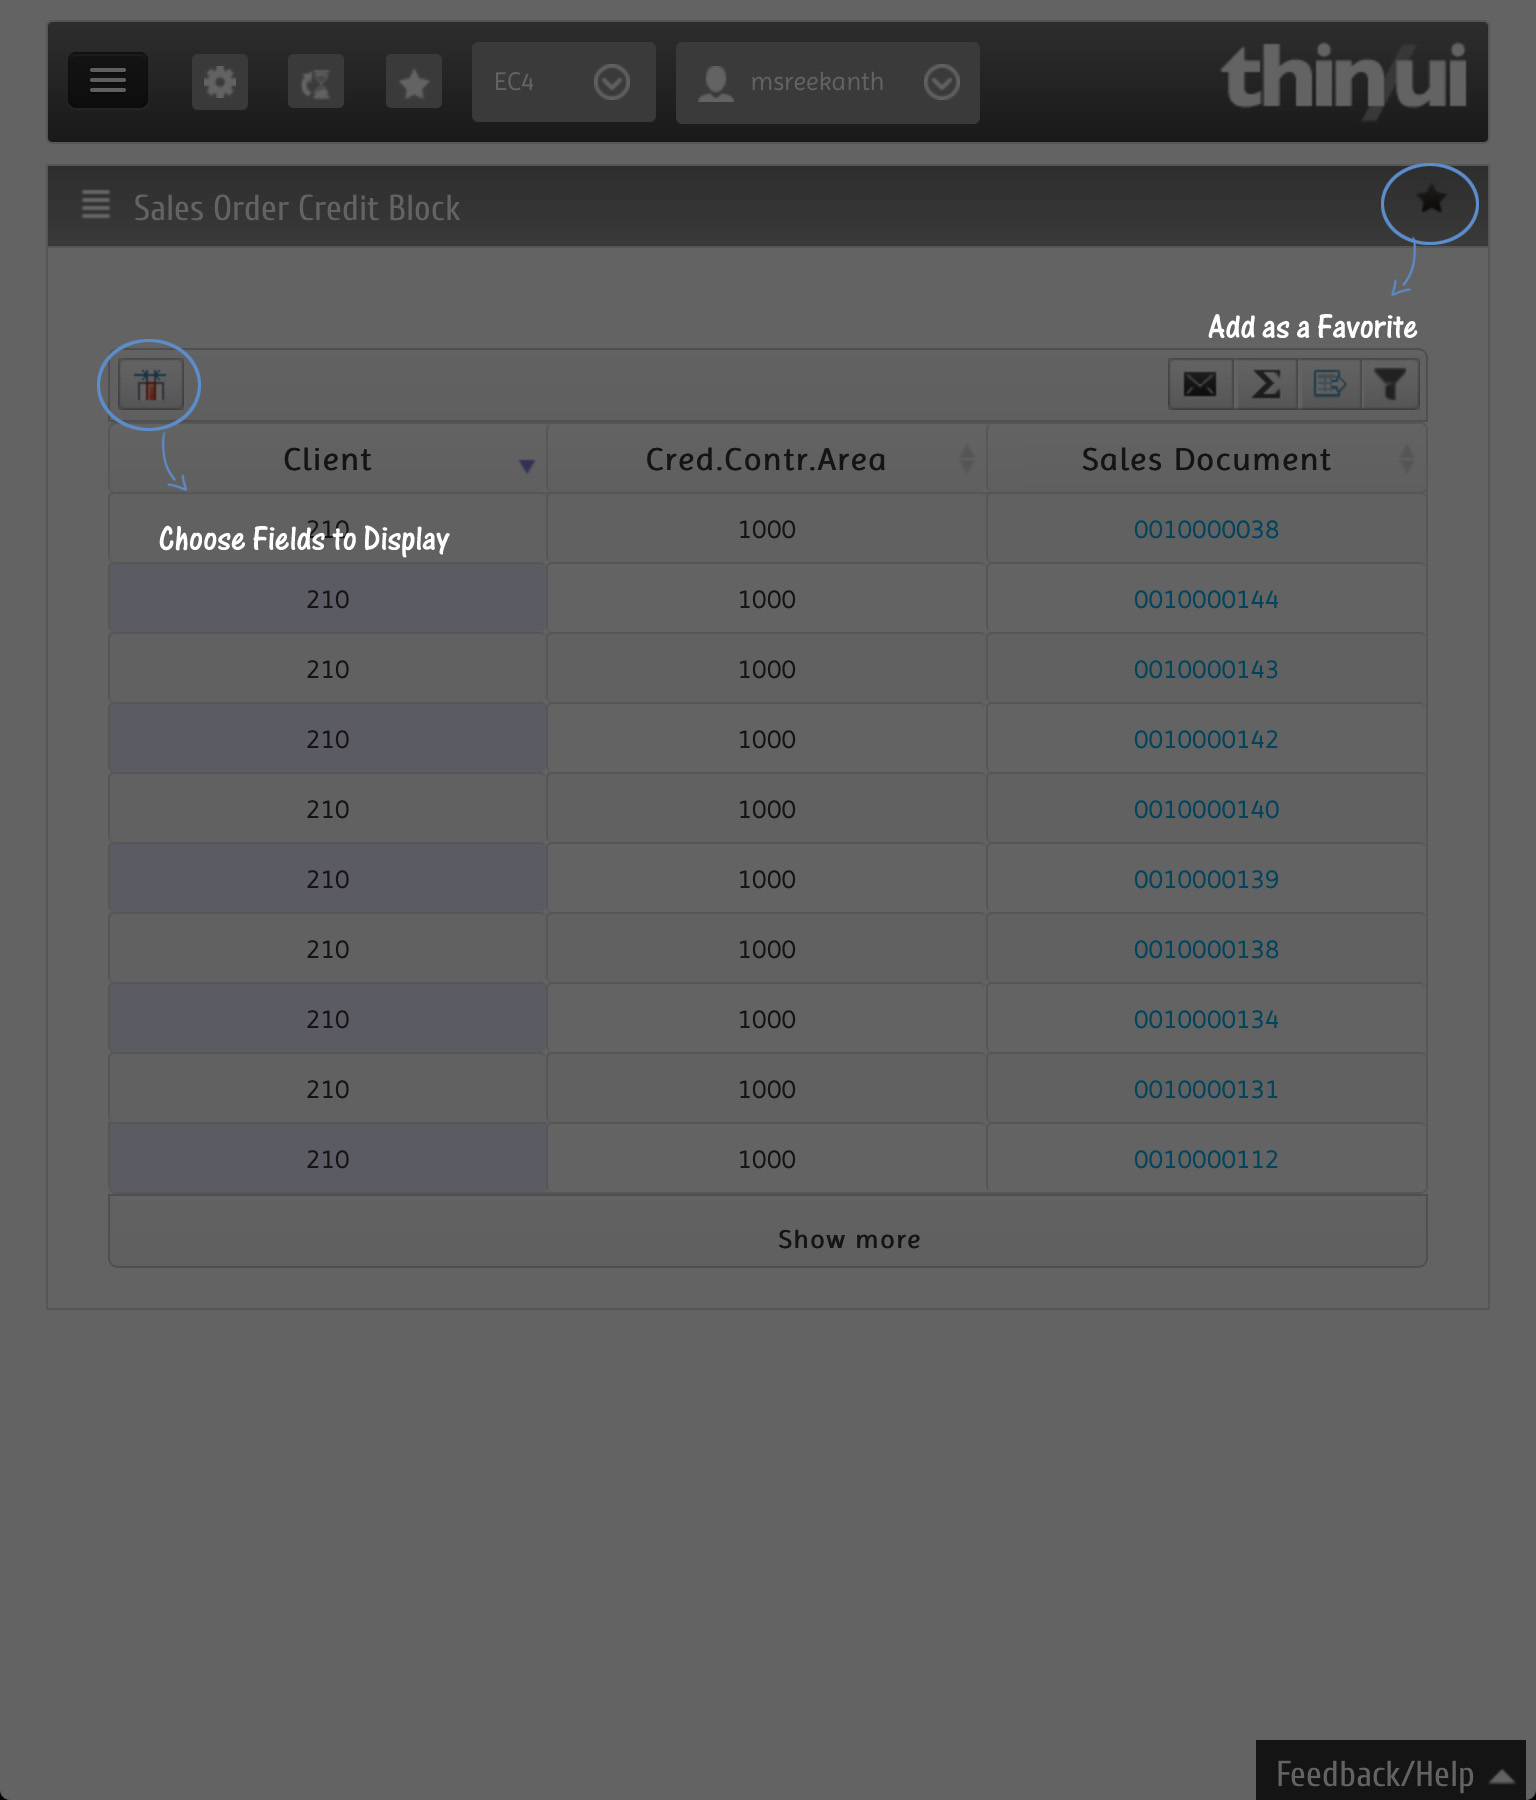 EC4
msreekanth
thin/ui
Sales Order Credit Block
Add as a Favorite
Client
Cred.Contr.Area
Sales Document
Choose Fields to Display
210
1000
0010000038
210
1000
0010000144
210
1000
0010000143
210
1000
0010000142
210
1000
0010000140
210
1000
0010000139
210
1000
0010000138
210
1000
0010000134
210
1000
0010000131
210
1000
0010000112
Show more
Feedback/Help